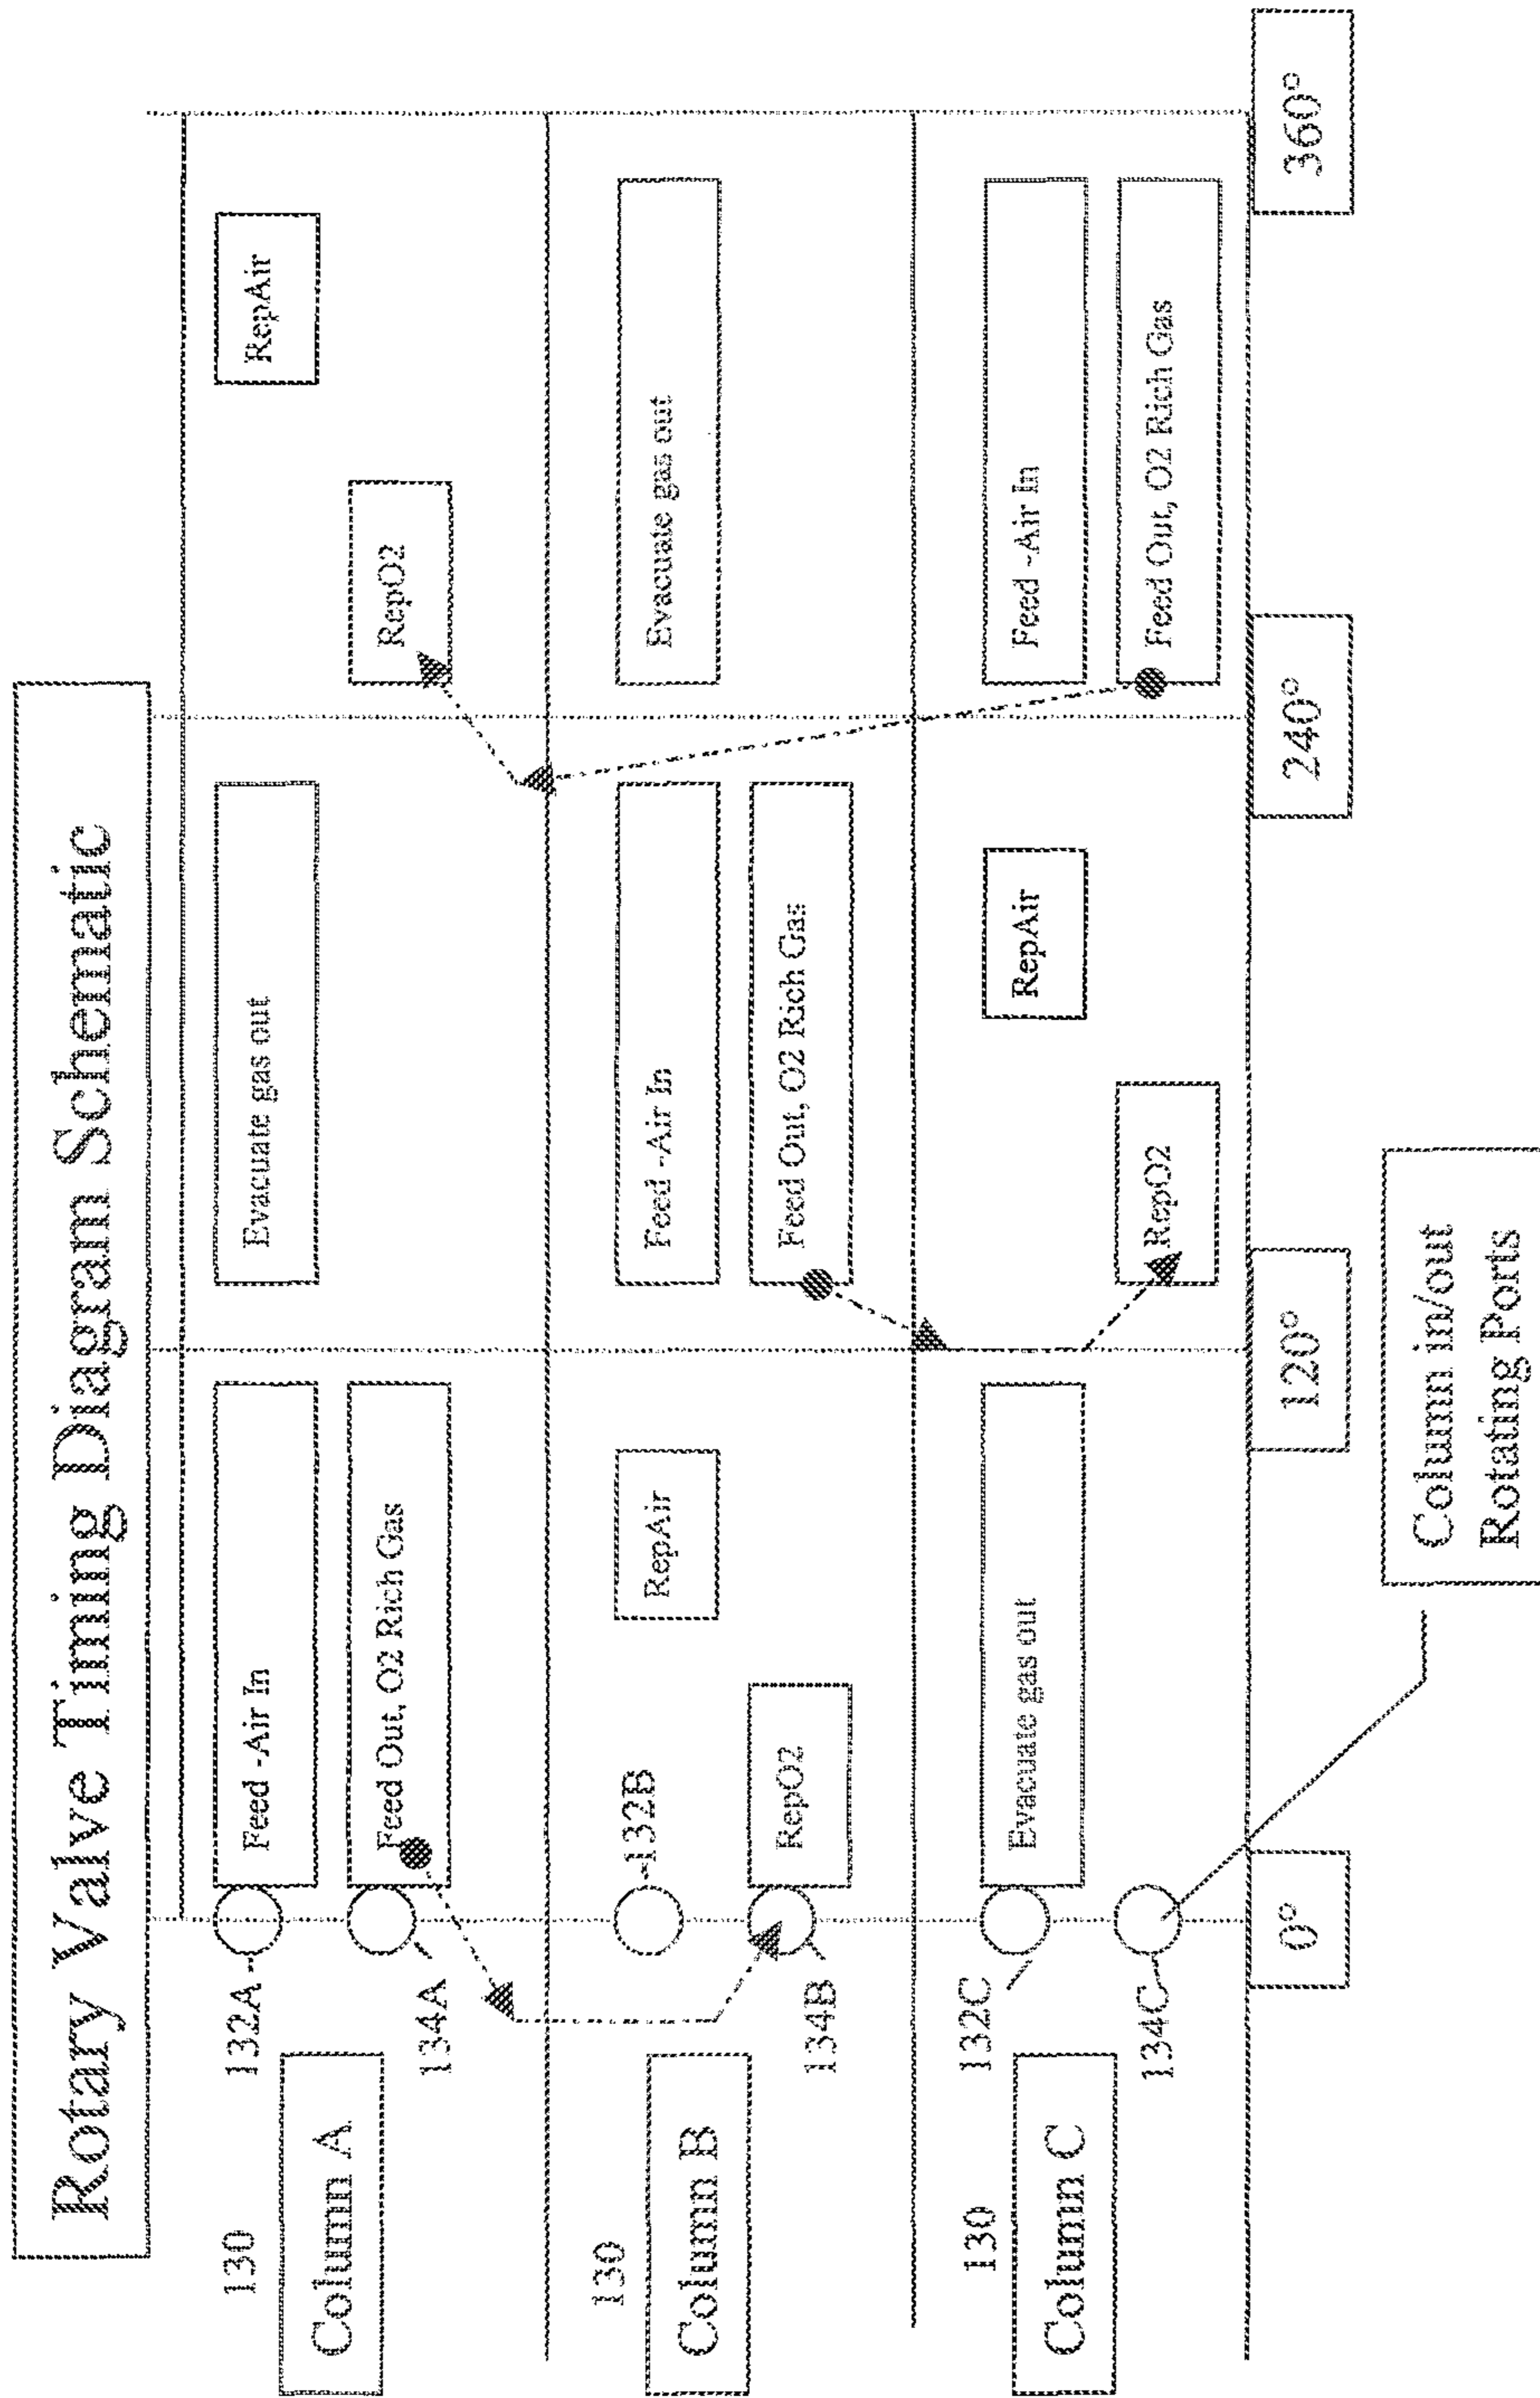 Rotary Valve Timing Diagram Schematic
130
Column A
132A
134A
Feed -Air In
Feed Out, O2 Rich Gas
Evacuate gas out
RepO2
RepAir
130
Column B
132B
134B
RepO2
RepAir
Feed -Air In
Feed Out, O2 Rich Gas
Evacuate gas out
130
Column C
132C
134C
Evacuate gas out
RepO2
RepAir
Feed -Air In
Feed Out, O2 Rich Gas
0°
120°
240°
360°
Column in/out
Rotating Ports